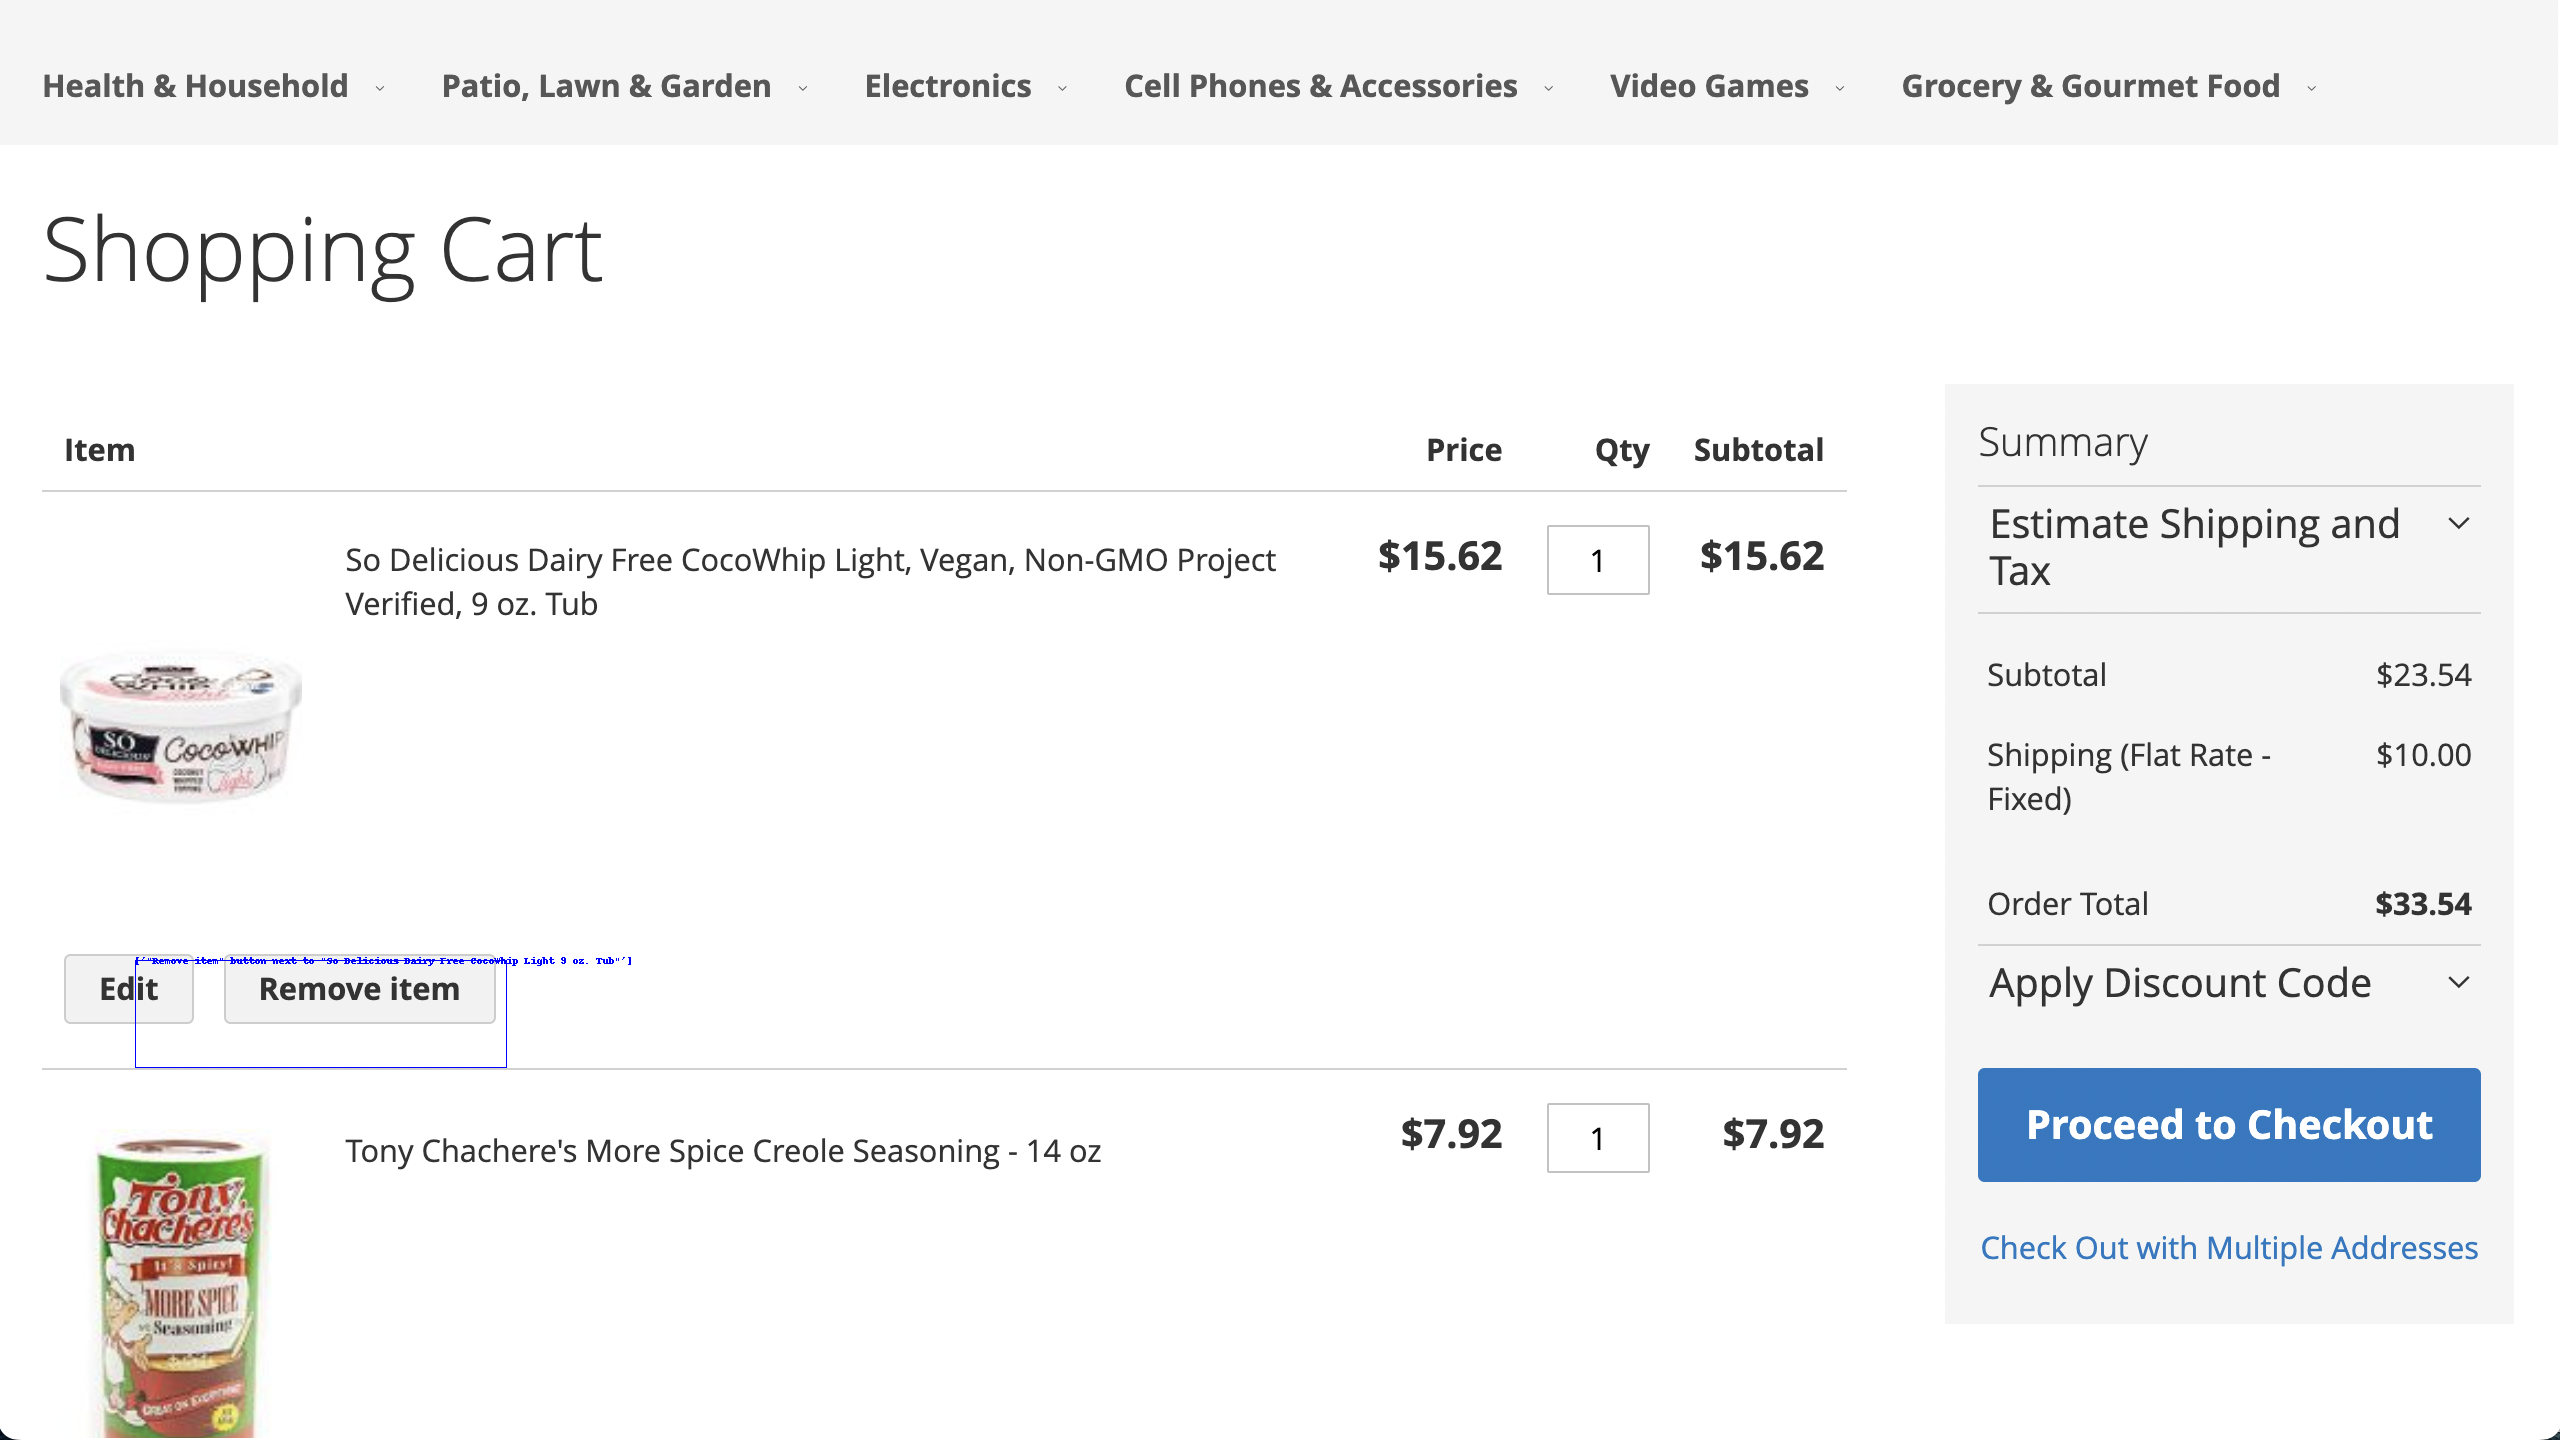 Health & Household
Patio, Lawn & Garden
Electronics
Cell Phones & Accessories
Video Games
Grocery & Gourmet Food
Shopping Cart
Item
Price
Qty
Subtotal
So Delicious Dairy Free CocoWhip Light, Vegan, Non-GMO Project
Verified, 9 oz. Tub
$15.62
1
$15.62
SO
DELICIOUS
COCOWHIP
light
['"Remove item" button next to "So Delicious Dairy Free CocoWhip Light 9 oz. Tub"']
Edit
Remove item
Tony Chachere's More Spice Creole Seasoning - 14 oz
$7.92
1
$7.92
Tony
Chachere's
It's Spicy!
MORE SPICE
Seasoning
GREAT ON EVERYTHING
Summary
Estimate Shipping and
Tax
Subtotal
$23.54
Shipping (Flat Rate -
Fixed)
$10.00
Order Total
$33.54
Apply Discount Code
Proceed to Checkout
Check Out with Multiple Addresses